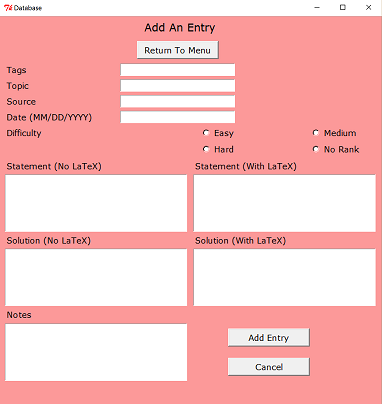 Database
Add An Entry
Return To Menu
Tags
Topic
Source
Date (MM/DD/YYYY)
Difficulty Easy Medium
Hard No Rank
Statement (No LaTeX) Statement (With LaTeX)
Solution (No LaTeX) Solution (With LaTeX)
Notes
Add Entry
Cancel